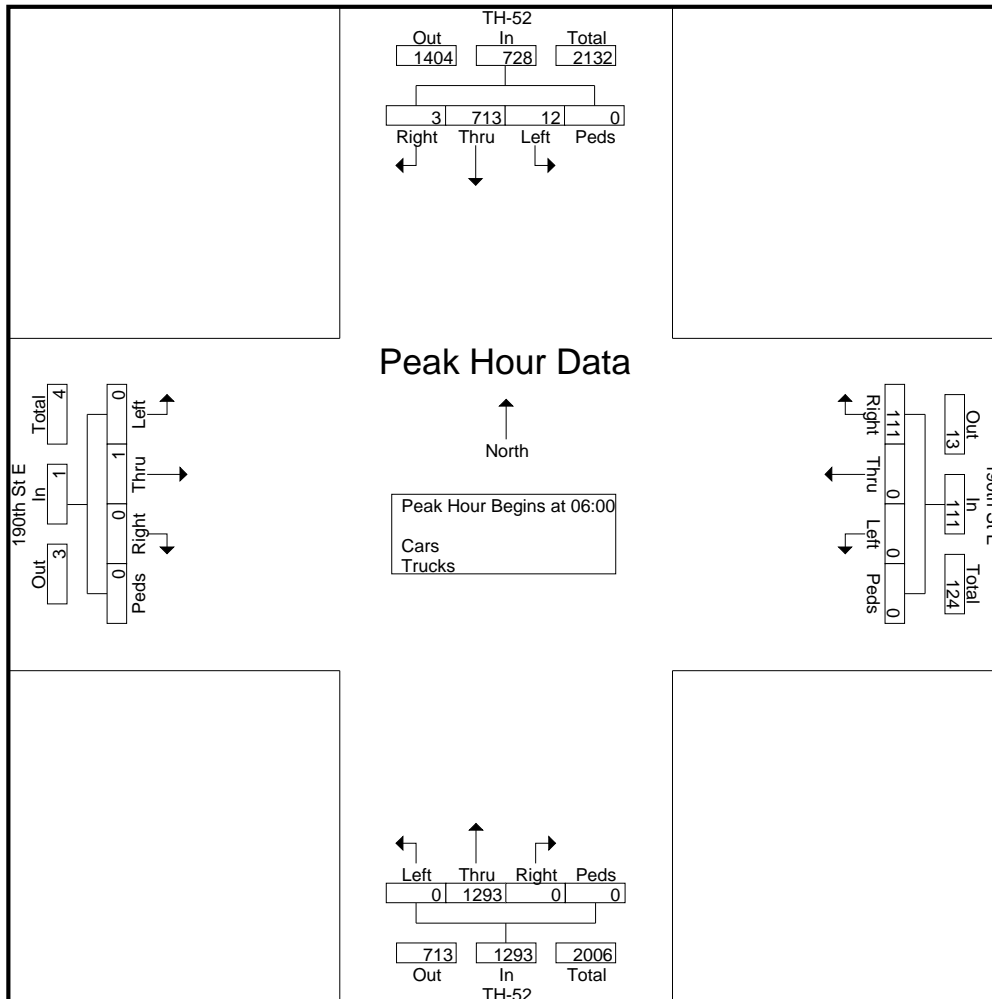 TH-52
Out In Total
1404 728 2132
3 713 12 0
Right Thru Left Peds
Peak Hour Data
North
Peak Hour Begins at 06:00
Cars
Trucks
190th St E
Out In Total
3 1 4
0 1 0 0
Left Thru Right Peds
190th St E
Out In Total
13 111 124
111 0 0 0
Right Thru Left Peds
Left Thru Right Peds
0 1293 0 0
713 1293 2006
Out In Total
TH-52